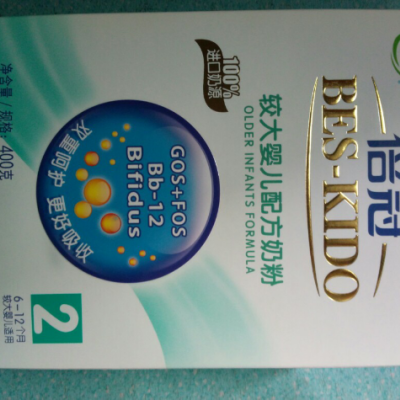 倍冠
BES-KIDO
100%
进口奶源
较大婴儿配方奶粉
OLDER INFANTS FORMULA
GOS+FOS
Bb-12
Bifidus
双重呵护 更好吸收
2
6-12个月
较大婴儿适用
净含量/规格: 400克